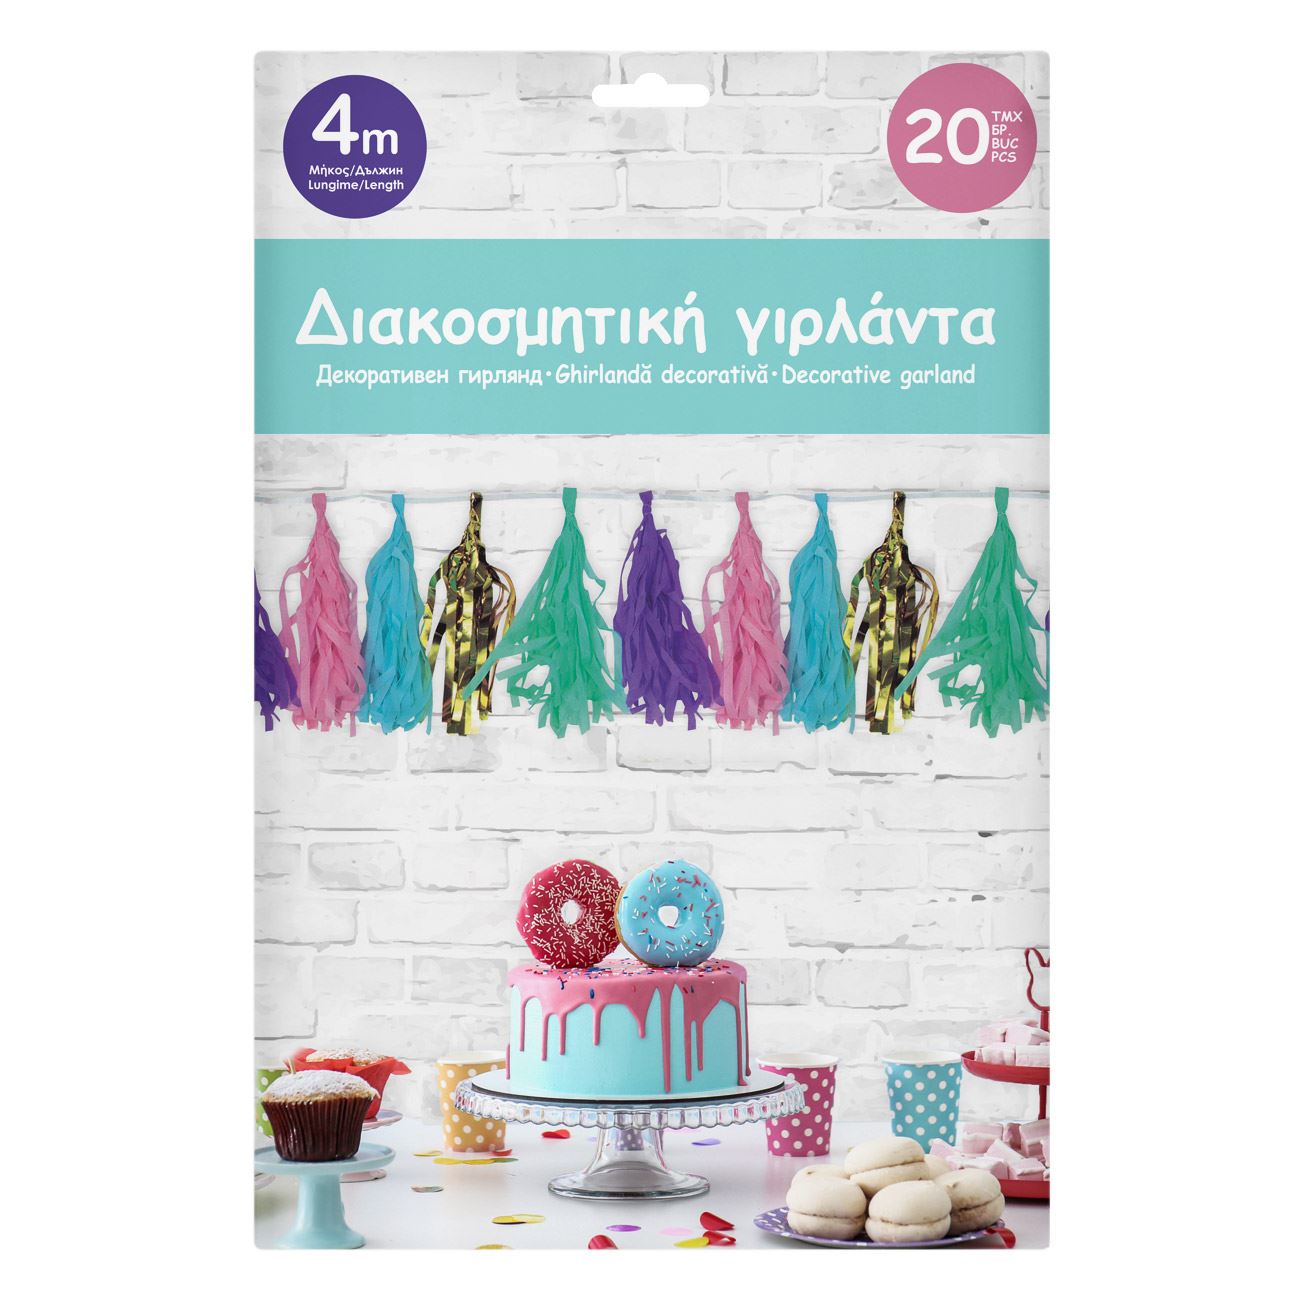 4m
Μήκος/Дължин
Lungime/Length
20
ΤΜΧ
БР.
BUC
PCS
Διακοσμητική γιρλάντα
Декоративен гирлянд • Ghirlandă decorativă • Decorative garland